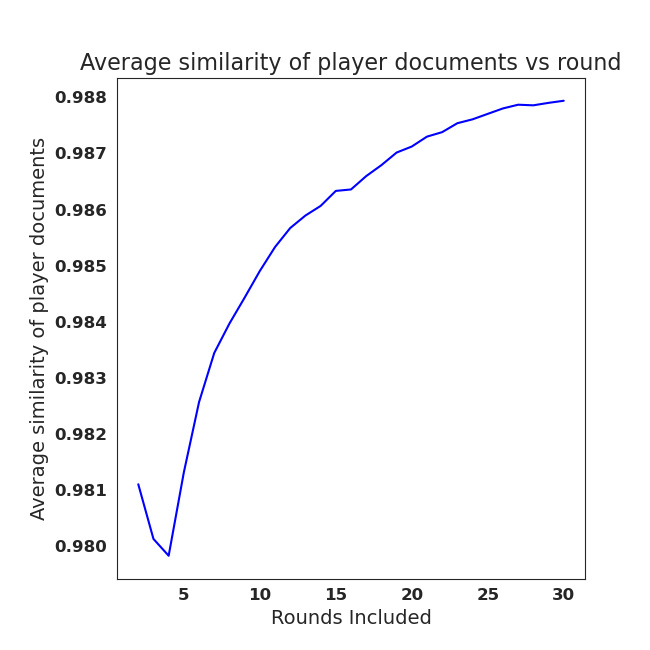 Average similarity of player documents vs round
Average similarity of player documents
0.988
0.987
0.986
0.985
0.984
0.983
0.982
0.981
0.980
5 10 15 20 25 30
Rounds Included